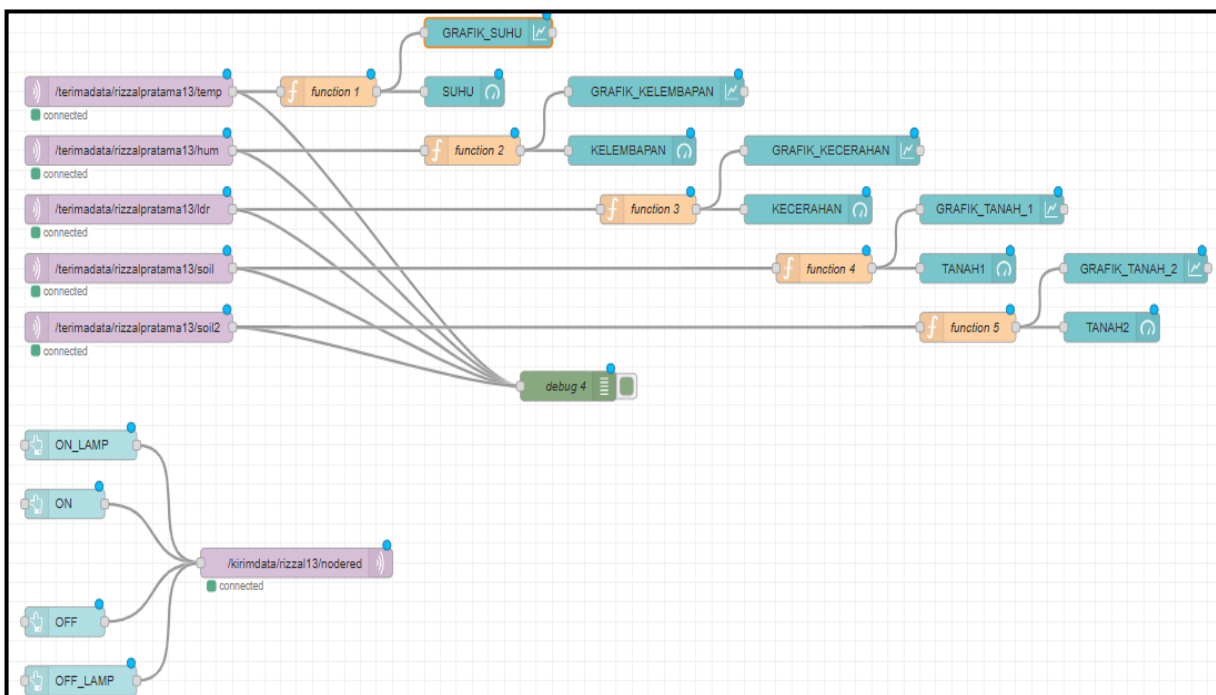 GRAFIK_SUHU
/terimadata/rizzalpratama13/temp
function 1
SUHU
GRAFIK_KELEMBAPAN
connected
/terimadata/rizzalpratama13/hum
function 2
KELEMBAPAN
GRAFIK_KECERAHAN
connected
/terimadata/rizzalpratama13/ldr
function 3
KECERAHAN
GRAFIK_TANAH_1
connected
/terimadata/rizzalpratama13/soil
function 4
TANAH1
GRAFIK_TANAH_2
connected
/terimadata/rizzalpratama13/soil2
function 5
TANAH2
connected
debug 4
ON_LAMP
ON
/kirimdata/rizzal13/nodered
connected
OFF
OFF_LAMP